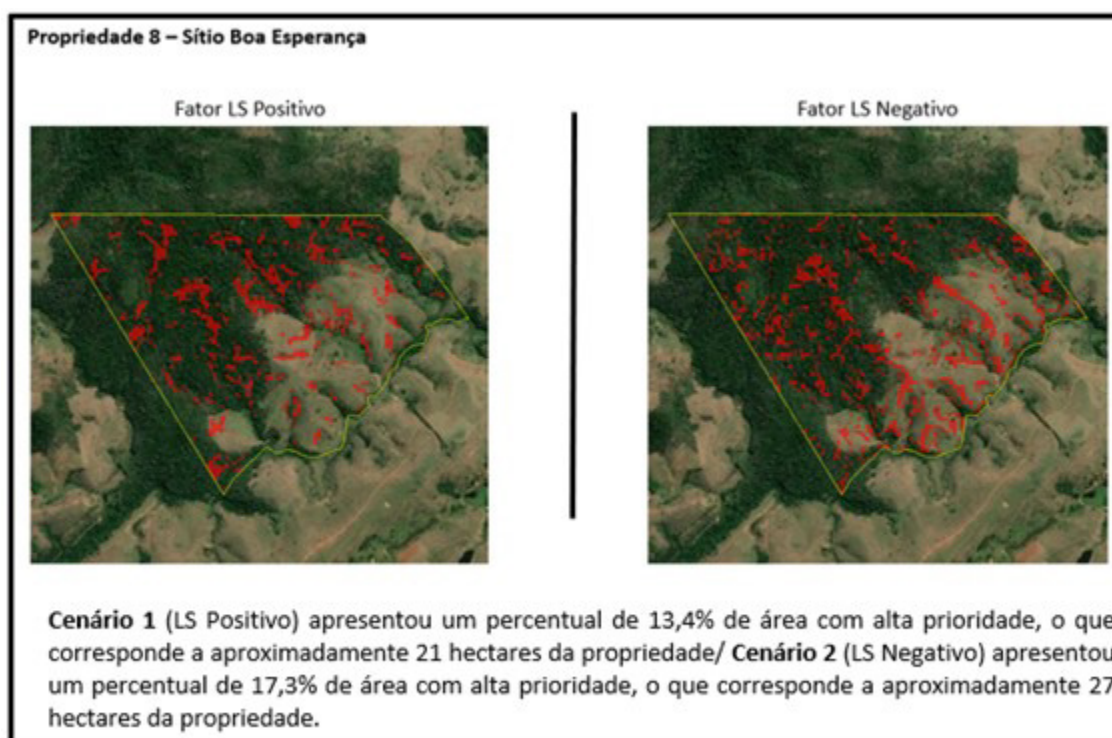 Propriedade 8 – Sítio Boa Esperança
Fator LS Positivo
Fator LS Negativo
Cenário 1 (LS Positivo) apresentou um percentual de 13,4% de área com alta prioridade, o que
corresponde a aproximadamente 21 hectares da propriedade/ Cenário 2 (LS Negativo) apresentou
um percentual de 17,3% de área com alta prioridade, o que corresponde a aproximadamente 27
hectares da propriedade.